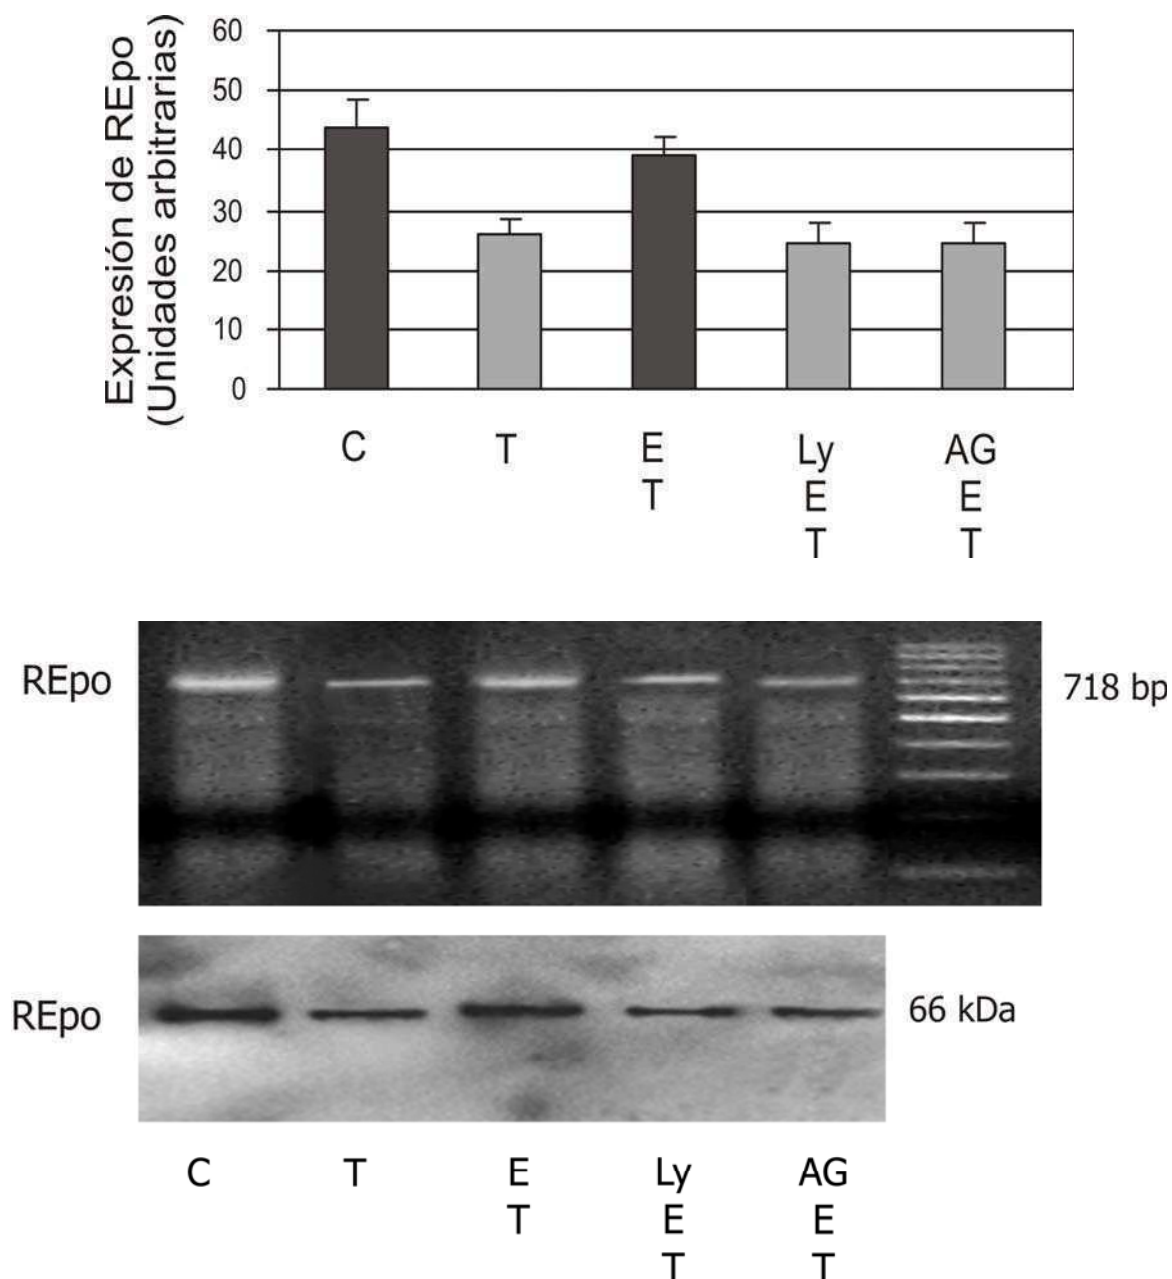 Expresión de REpo
(Unidades arbitrarias)
60
50
40
30
20
10
0
C T E Ly AG
T E E
T T
REpo 718 bp
REpo 66 kDa
C T E Ly AG
T E E
T T